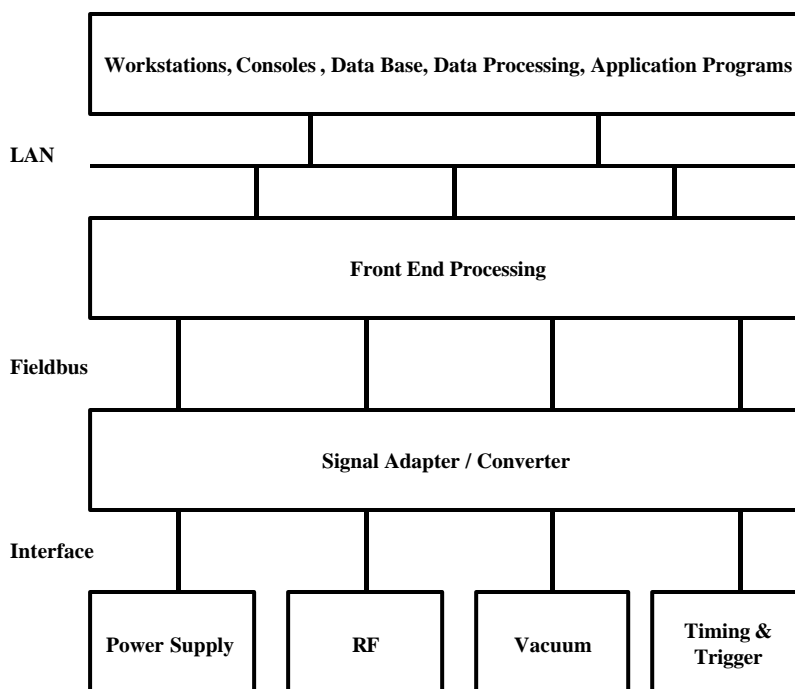 Workstations, Consoles , Data Base, Data Processing, Application Programs
LAN
Front End Processing
Fieldbus
Signal Adapter / Converter
Interface
Power Supply
RF
Vacuum
Timing &
Trigger